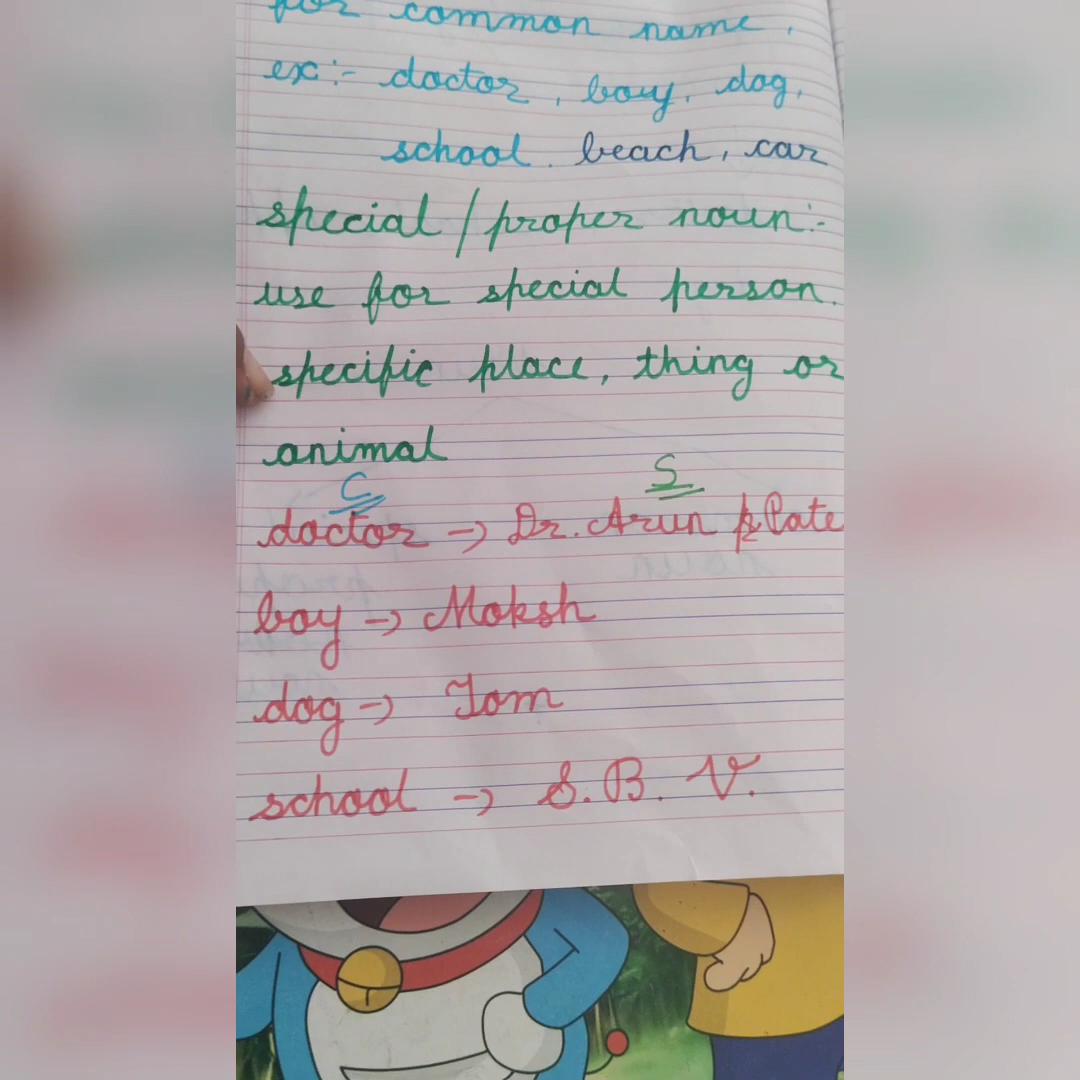 for common name,
ex:- doctor, boy, dog,
school. beach, car
special / proper noun:-
use for special person.
specific place, thing or
animal
C S
doctor → Dr. Arun plate
boy → Moksh
dog → Tom
school → S. B. V.